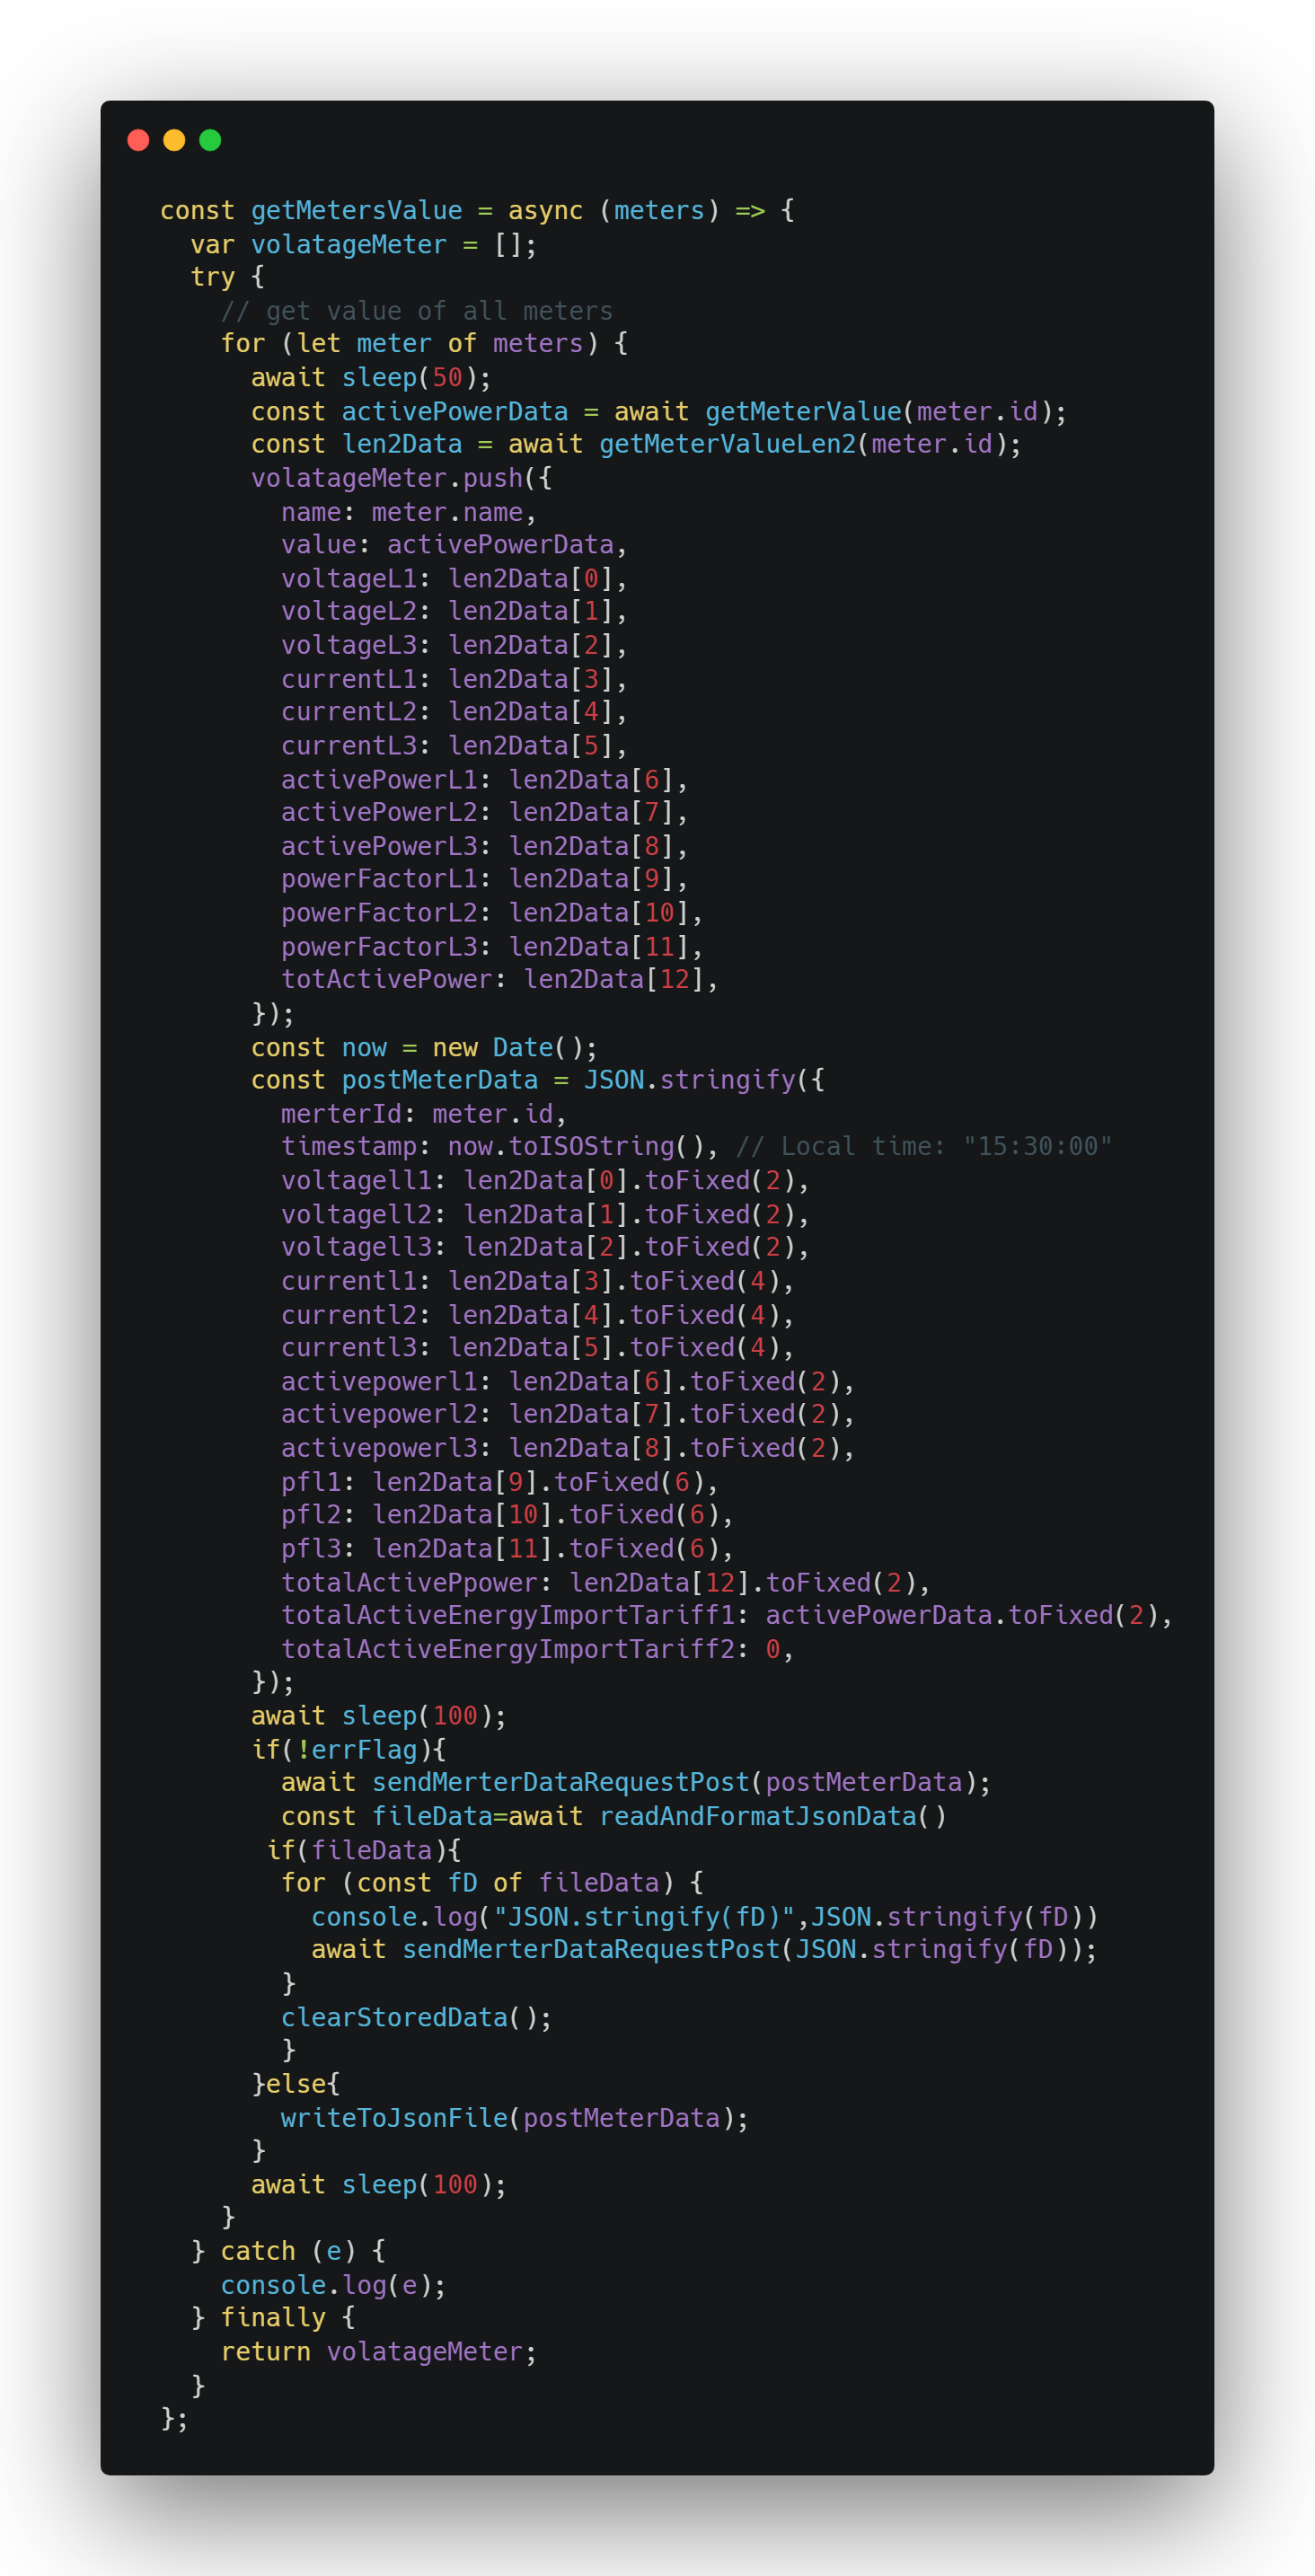 const getMetersValue = async (meters) => {
  var volatageMeter = [];
  try {
    // get value of all meters
    for (let meter of meters) {
      await sleep(50);
      const activePowerData = await getMeterValue(meter.id);
      const len2Data = await getMeterValueLen2(meter.id);
      volatageMeter.push({
        name: meter.name,
        value: activePowerData,
        voltageL1: len2Data[0],
        voltageL2: len2Data[1],
        voltageL3: len2Data[2],
        currentL1: len2Data[3],
        currentL2: len2Data[4],
        currentL3: len2Data[5],
        activePowerL1: len2Data[6],
        activePowerL2: len2Data[7],
        activePowerL3: len2Data[8],
        powerFactorL1: len2Data[9],
        powerFactorL2: len2Data[10],
        powerFactorL3: len2Data[11],
        totActivePower: len2Data[12],
      });
      const now = new Date();
      const postMeterData = JSON.stringify({
        merterId: meter.id,
        timestamp: now.toISOString(), // Local time: "15:30:00"
        voltagell1: len2Data[0].toFixed(2),
        voltagell2: len2Data[1].toFixed(2),
        voltagell3: len2Data[2].toFixed(2),
        currentl1: len2Data[3].toFixed(4),
        currentl2: len2Data[4].toFixed(4),
        currentl3: len2Data[5].toFixed(4),
        activepowerl1: len2Data[6].toFixed(2),
        activepowerl2: len2Data[7].toFixed(2),
        activepowerl3: len2Data[8].toFixed(2),
        pfl1: len2Data[9].toFixed(6),
        pfl2: len2Data[10].toFixed(6),
        pfl3: len2Data[11].toFixed(6),
        totalActivePpower: len2Data[12].toFixed(2),
        totalActiveEnergyImportTariff1: activePowerData.toFixed(2),
        totalActiveEnergyImportTariff2: 0,
      });
      await sleep(100);
      if(!errFlag){
        await sendMerterDataRequestPost(postMeterData);
        const fileData=await readAndFormatJsonData()
       if(fileData){
        for (const fD of fileData) {
          console.log("JSON.stringify(fD)",JSON.stringify(fD))
          await sendMerterDataRequestPost(JSON.stringify(fD));
        }
        clearStoredData();
        }
      }else{
        writeToJsonFile(postMeterData);
      }
      await sleep(100);
    }
  } catch (e) {
    console.log(e);
  } finally {
    return volatageMeter;
  }
};